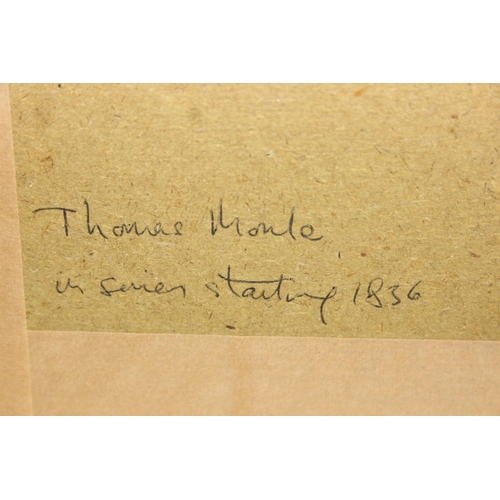 Thomas Moule
in series starting 1836